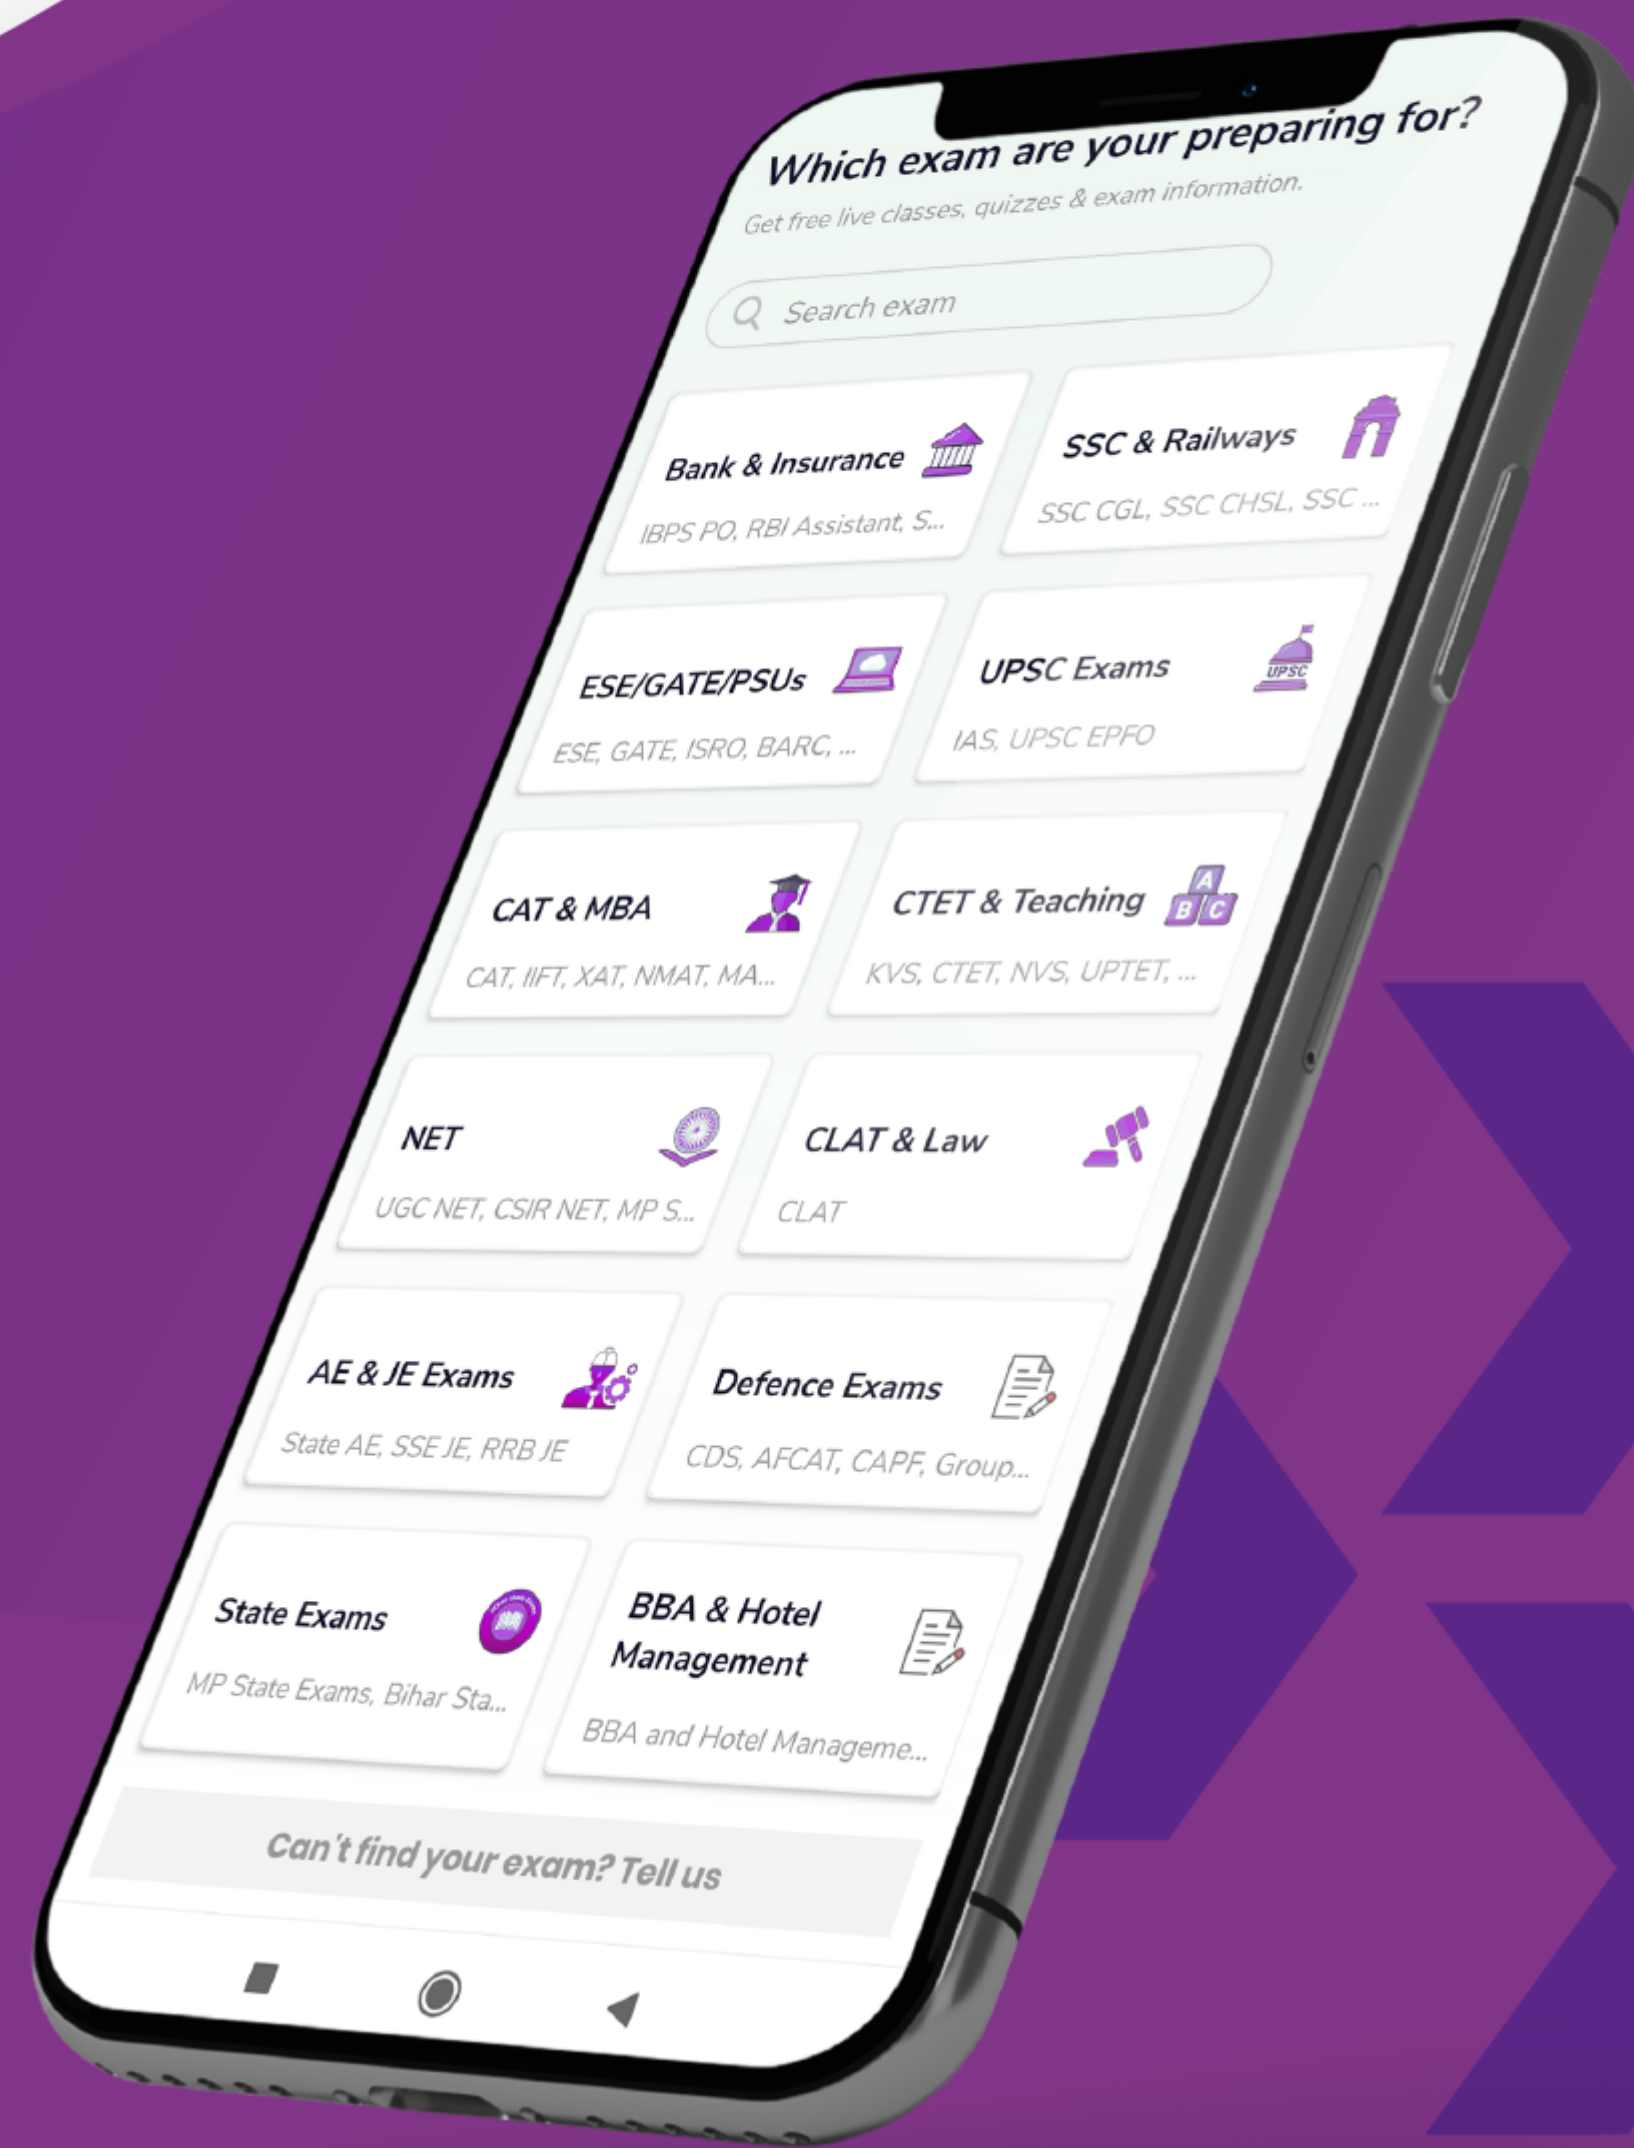 Which exam are your preparing for?
Get free live classes, quizzes & exam information.
Search exam
Bank & Insurance
IBPS PO, RBI Assistant, S...
SSC & Railways
SSC CGL, SSC CHSL, SSC ...
ESE/GATE/PSUs
ESE, GATE, ISRO, BARC, ...
UPSC Exams
UPSC
IAS, UPSC EPFO
CAT & MBA
CAT, IIFT, XAT, NMAT, MA...
CTET & Teaching
A
B C
KVS, CTET, NVS, UPTET, ...
NET
UGC NET, CSIR NET, MP S...
CLAT & Law
CLAT
AE & JE Exams
State AE, SSE JE, RRB JE
Defence Exams
CDS, AFCAT, CAPF, Group...
State Exams
MP State Exams, Bihar Sta...
BBA & Hotel
Management
BBA and Hotel Manageme...
Can't find your exam? Tell us